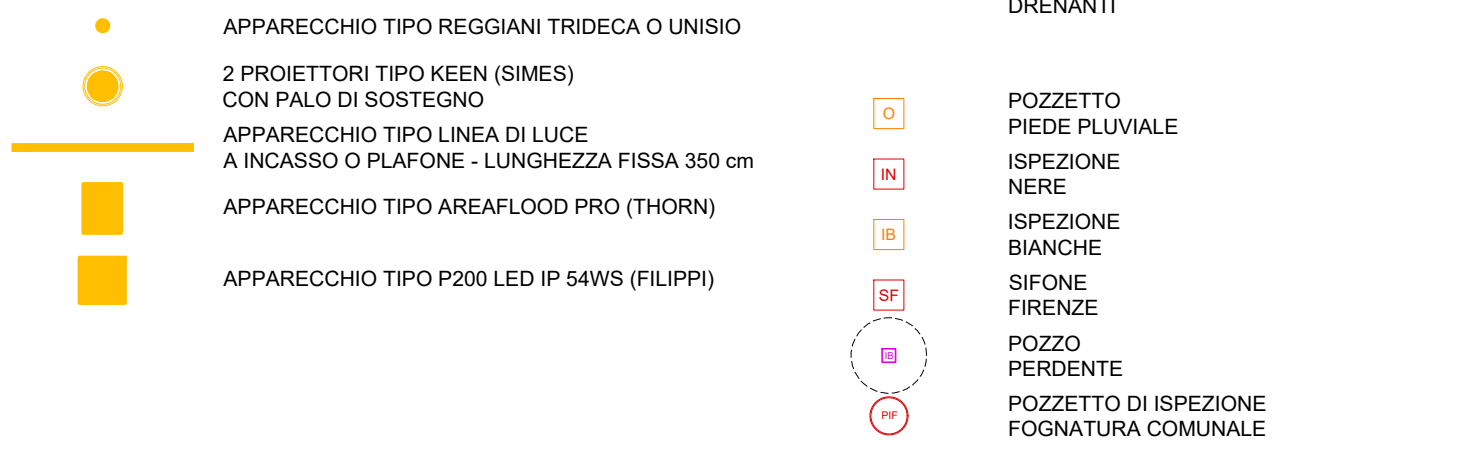 APPARECCHIO TIPO REGGIANI TRIDECA O UNISIO
2 PROIETTORI TIPO KEEN (SIMES)
CON PALO DI SOSTEGNO
APPARECCHIO TIPO LINEA DI LUCE
A INCASSO O PLAFONE - LUNGHEZZA FISSA 350 cm
APPARECCHIO TIPO AREAFLOOD PRO (THORN)
APPARECCHIO TIPO P200 LED IP 54WS (FILIPPI)
DRENANTI
O
POZZETTO
PIEDE PLUVIALE
IN
ISPEZIONE
NERE
IB
ISPEZIONE
BIANCHE
SF
SIFONE
FIRENZE
IB
POZZO
PERDENTE
PIF
POZZETTO DI ISPEZIONE
FOGNATURA COMUNALE